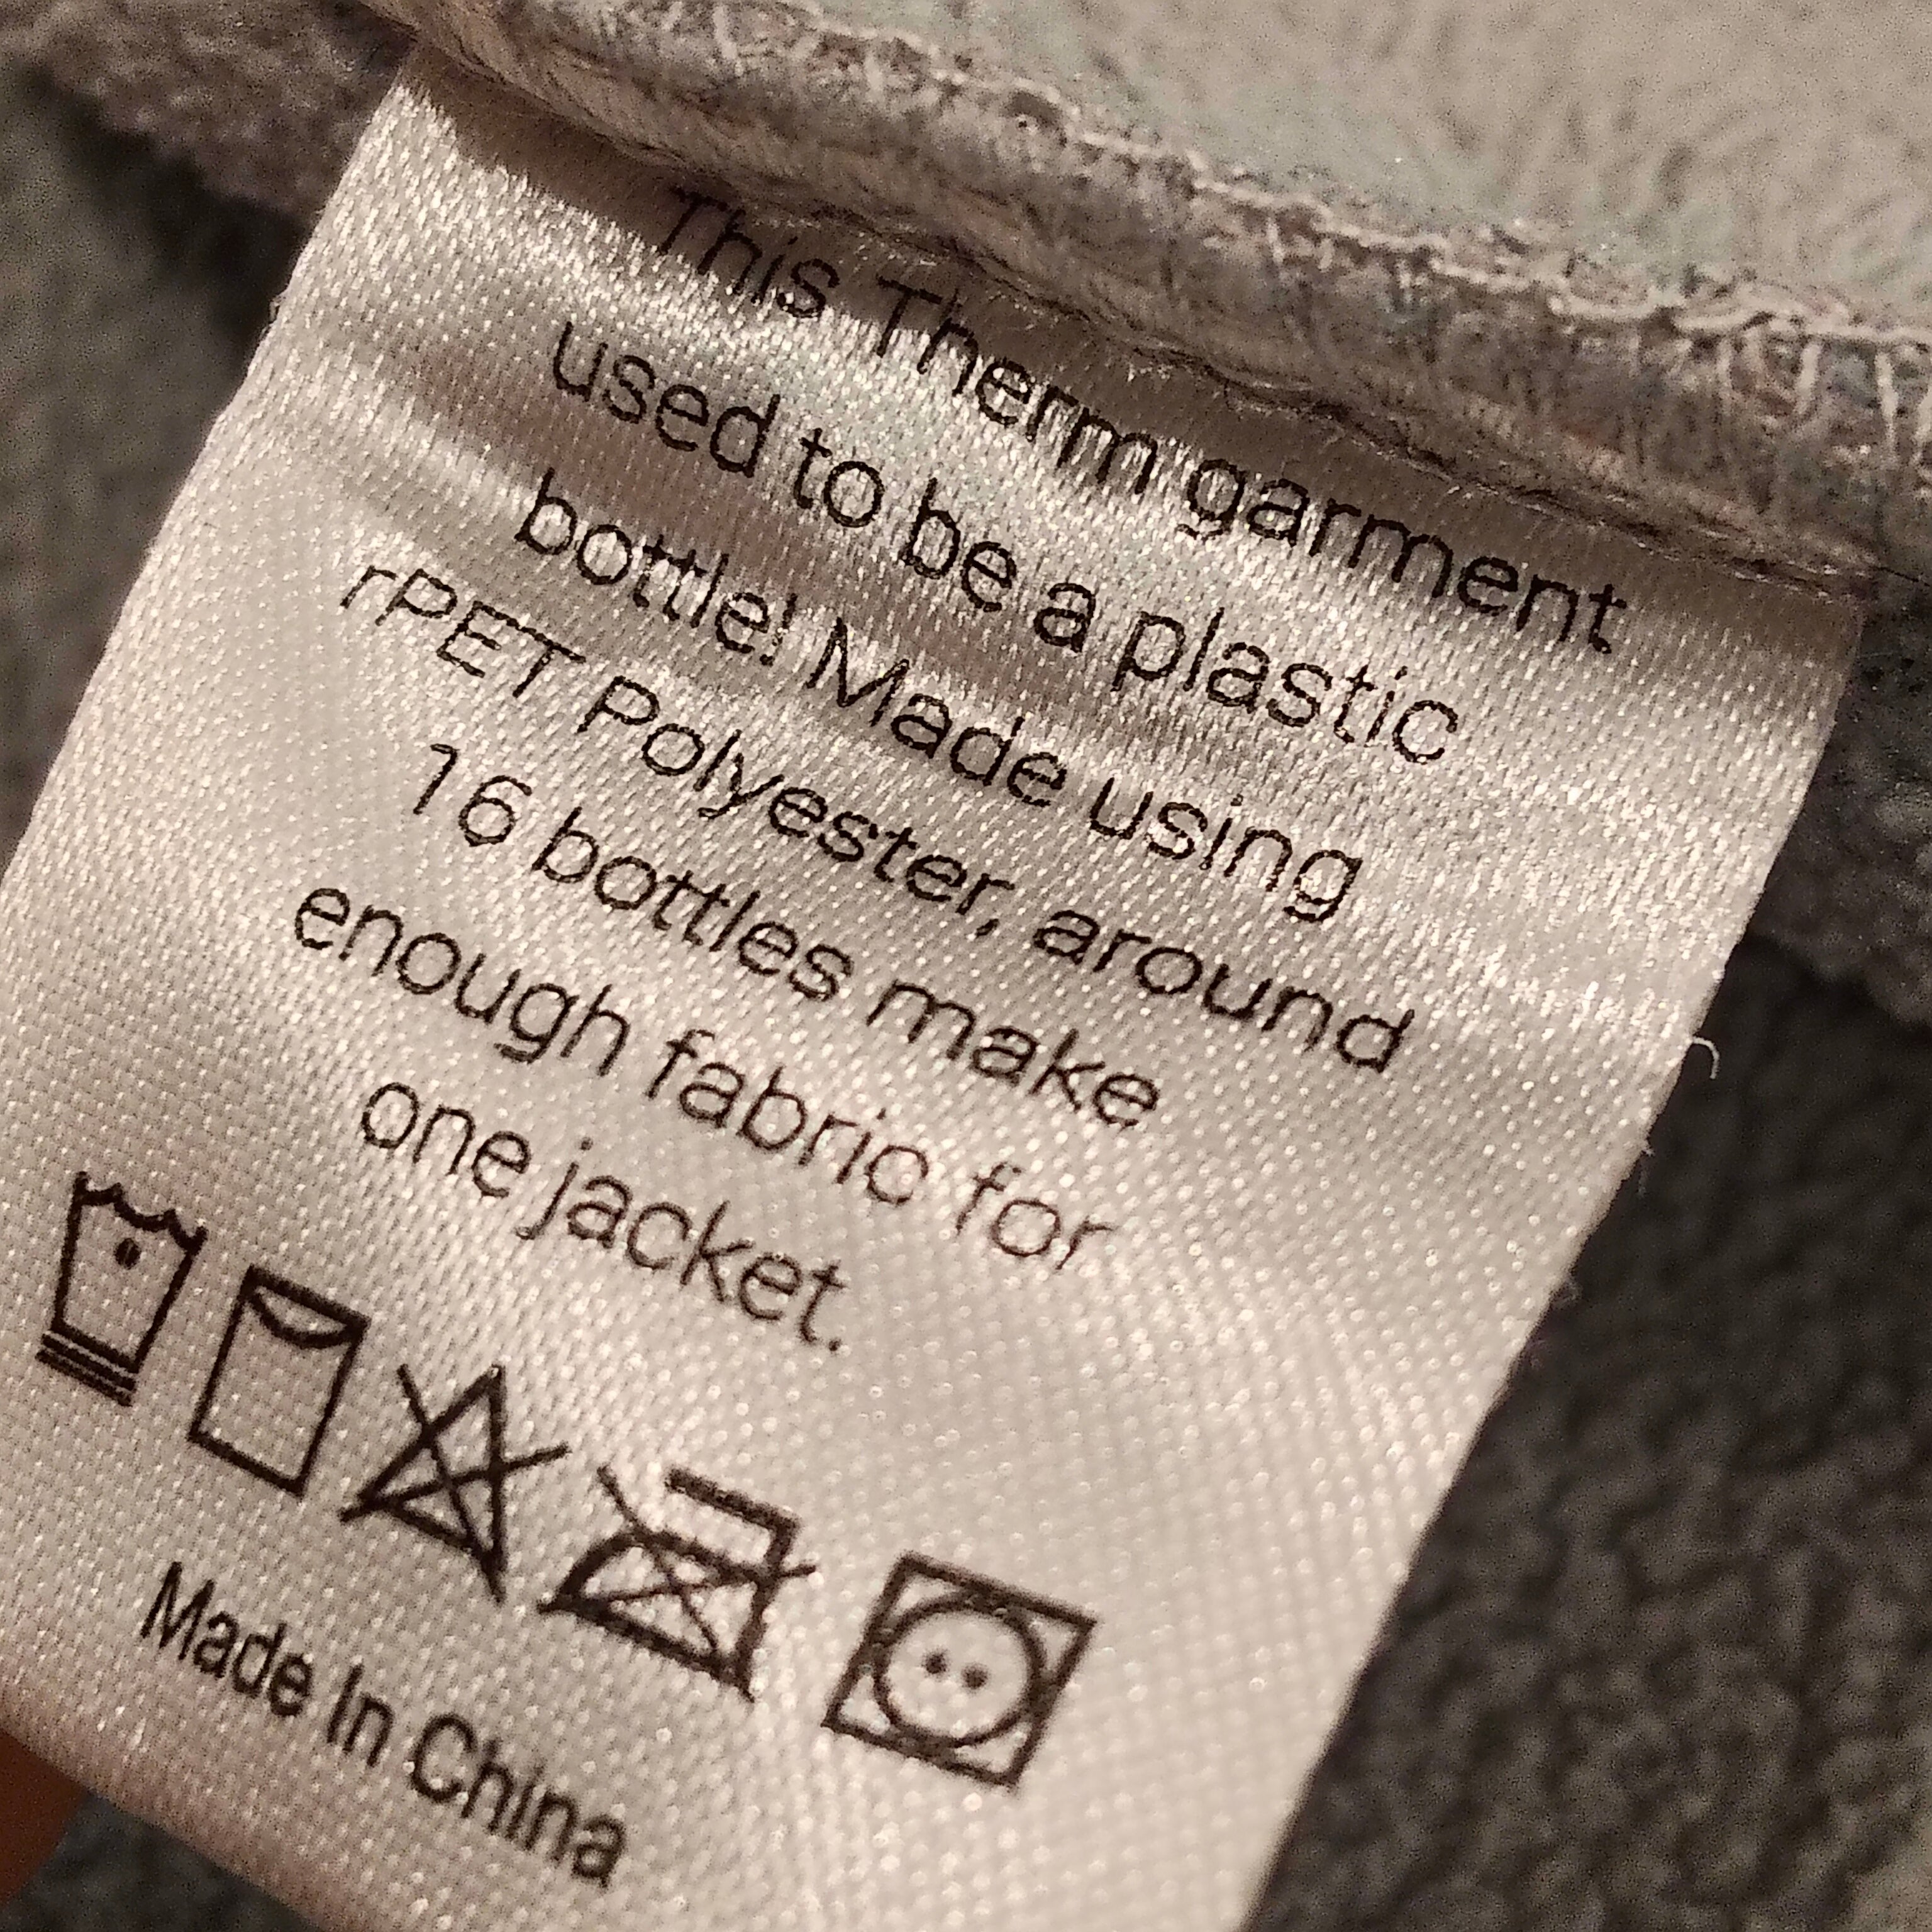 This Therm garment
used to be a plastic
bottle! Made using
rPET Polyester, around
16 bottles make
enough fabric for
one jacket.
Made In China